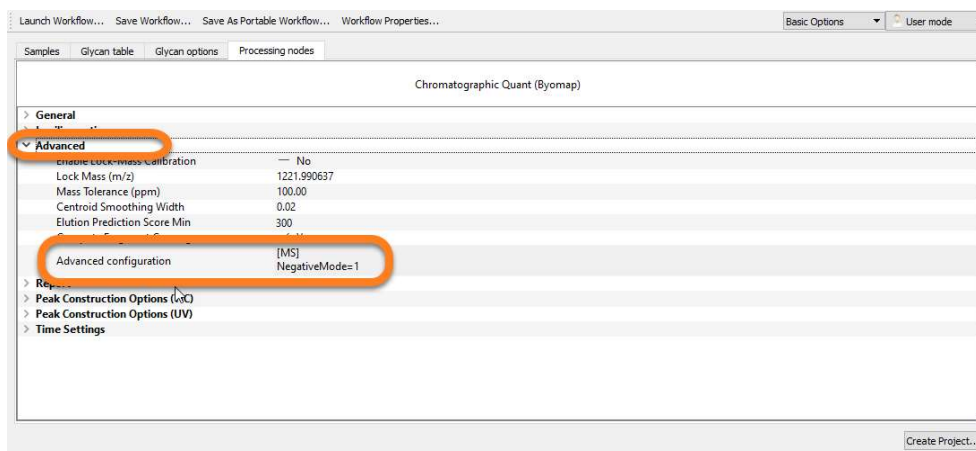 Launch Workflow... Save Workflow... Save As Portable Workflow... Workflow Properties... Basic Options User mode
Samples Glycan table Glycan options Processing nodes
Chromatographic Quant (Byomap)
General
Advanced
Enable Lock-Mass Calibration No
Lock Mass (m/z) 1221.990637
Mass Tolerance (ppm) 100.00
Centroid Smoothing Width 0.02
Elution Prediction Score Min 300
Advanced configuration [MS]
NegativeMode=1
Peak Construction Options
Peak Construction Options (UV)
Time Settings
Create Project...